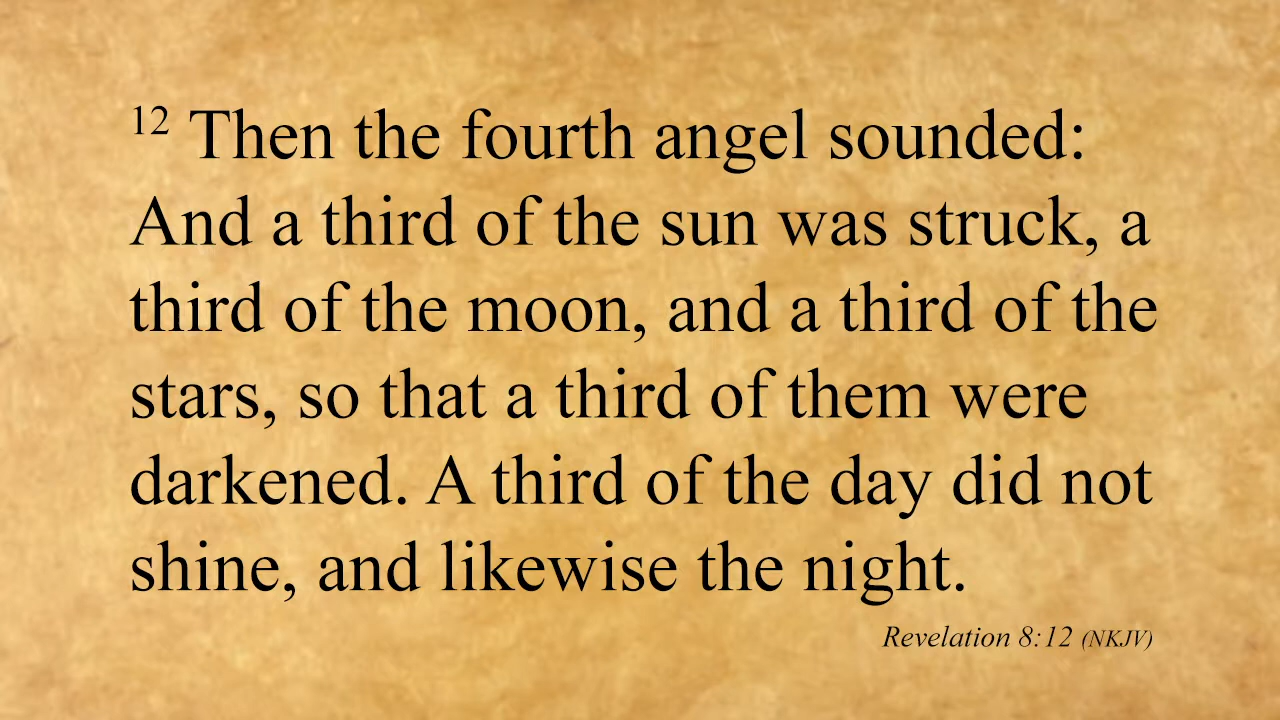 12 Then the fourth angel sounded:
And a third of the sun was struck, a
third of the moon, and a third of the
stars, so that a third of them were
darkened. A third of the day did not
shine, and likewise the night.
Revelation 8:12 (NKJV)